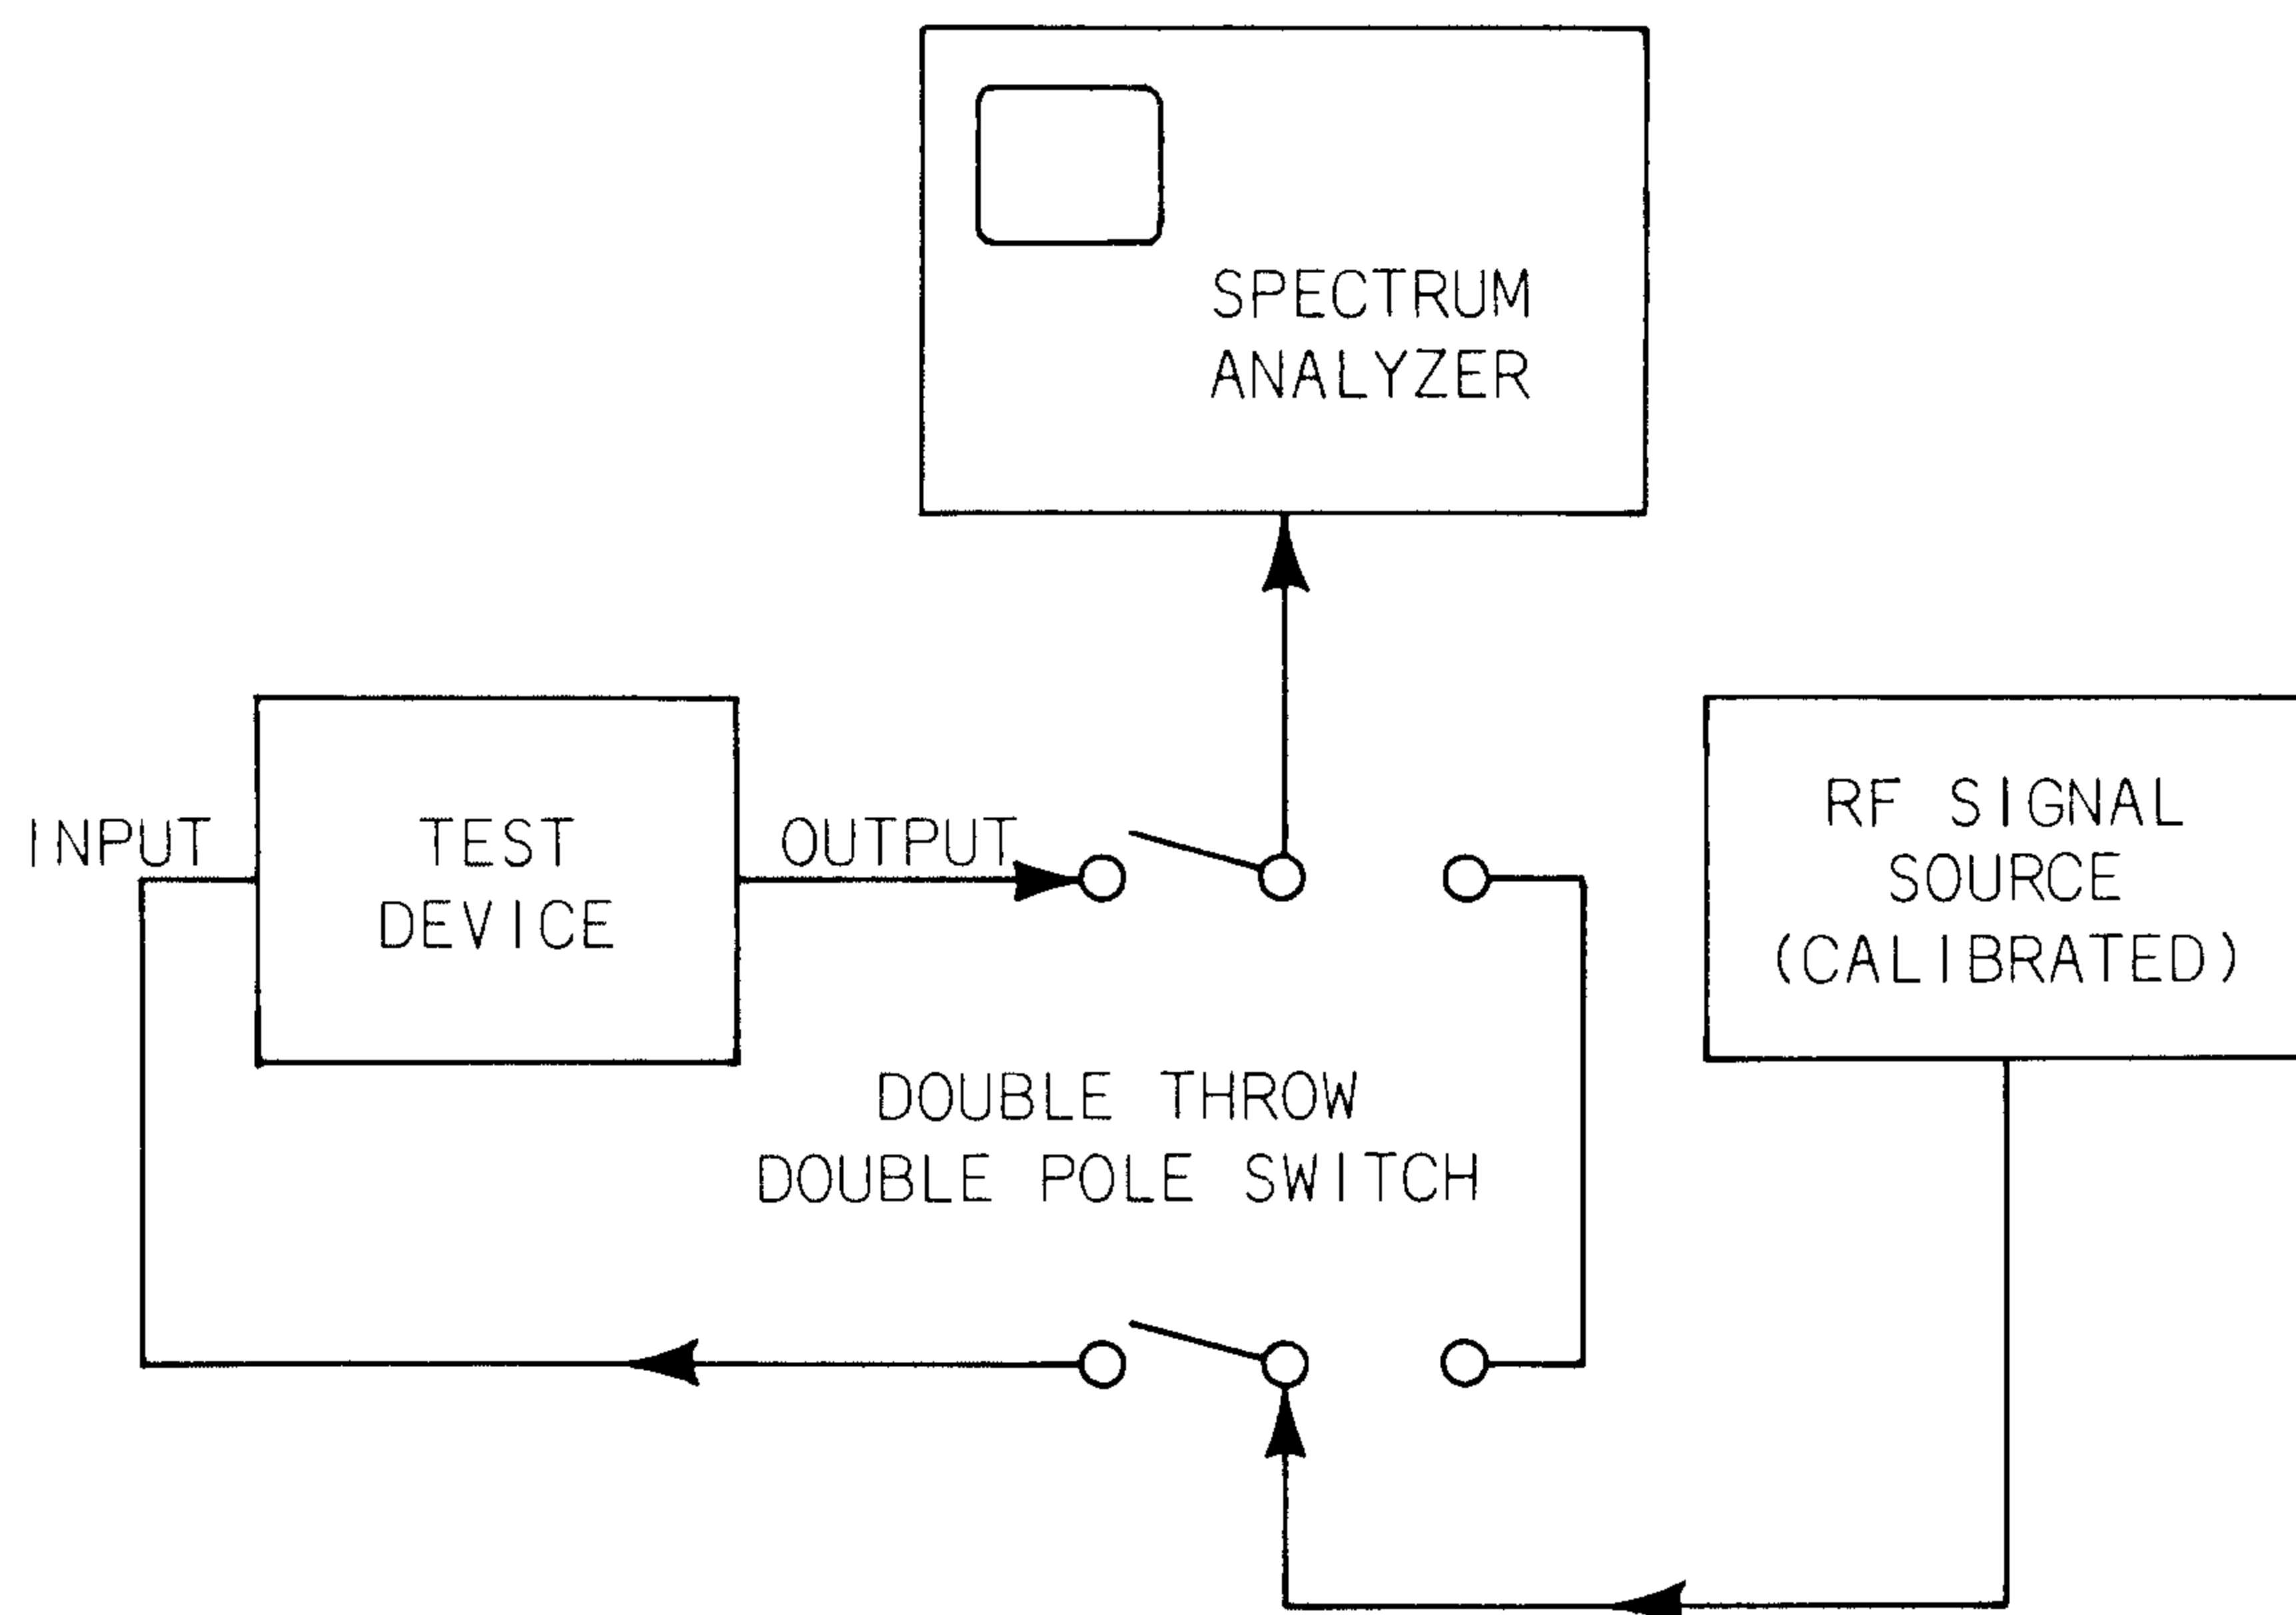 SPECTRUM
ANALYZER
INPUT
TEST
DEVICE
OUTPUT
RF SIGNAL
SOURCE
(CALIBRATED)
DOUBLE THROW
DOUBLE POLE SWITCH